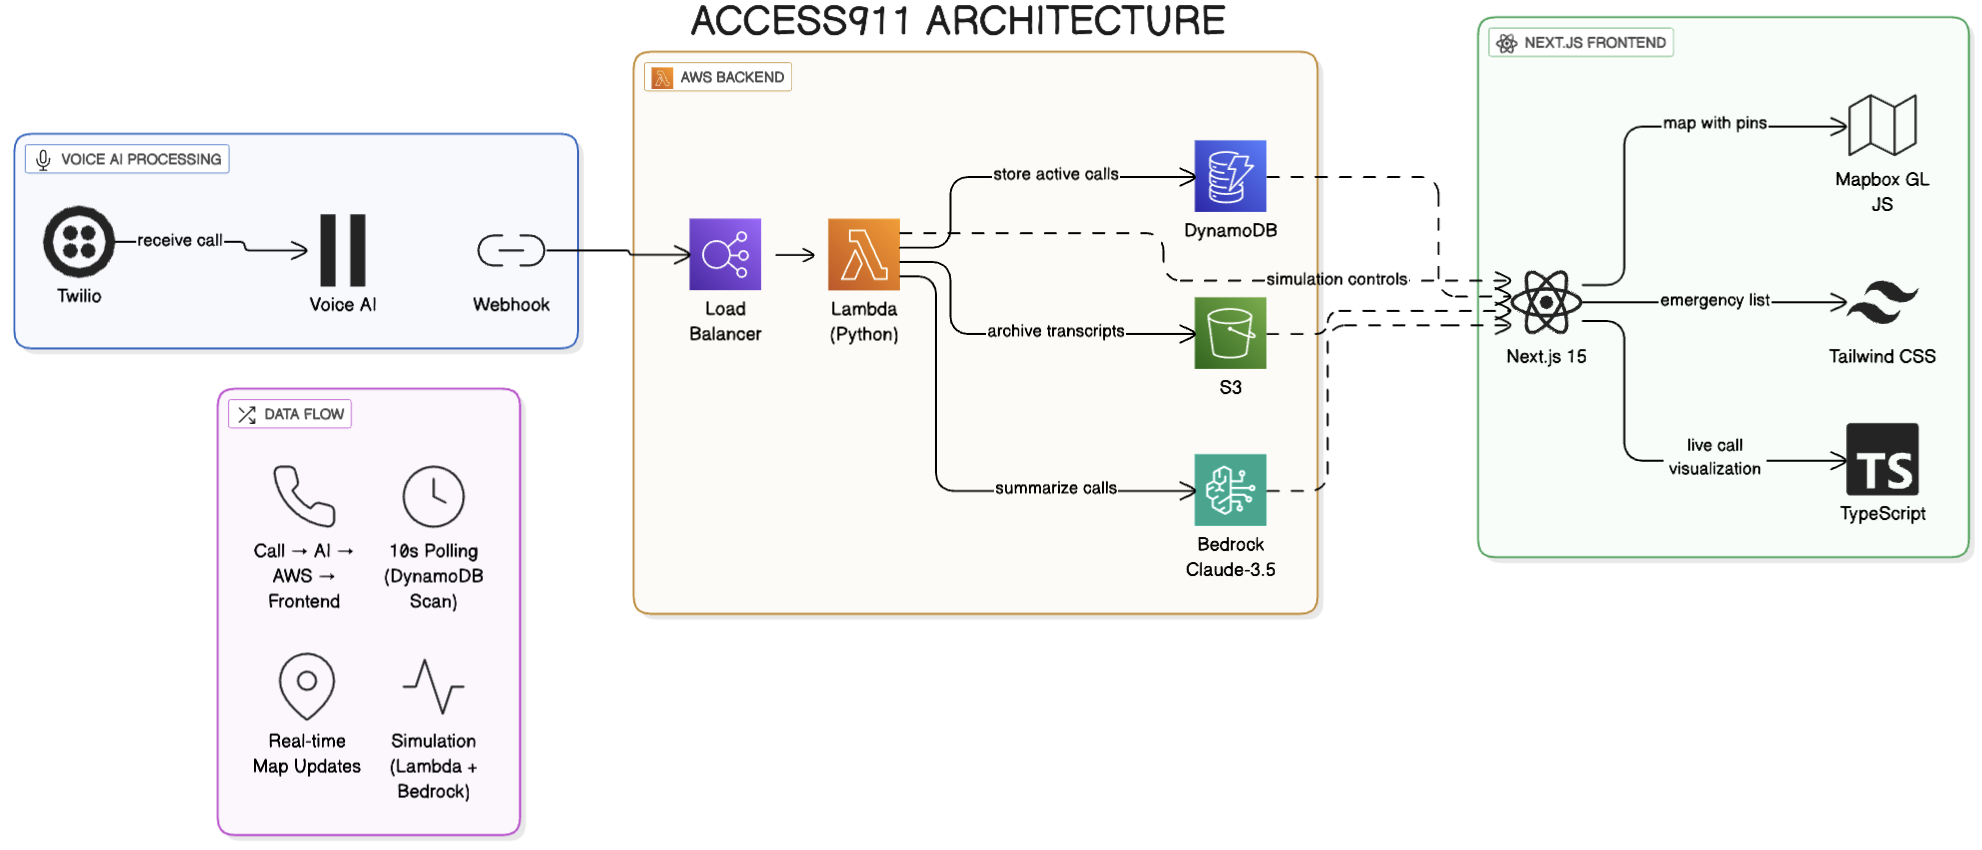 ACCESS911 ARCHITECTURE
VOICE AI PROCESSING
Twilio
receive call
Voice AI
Webhook
DATA FLOW
Call → AI →
AWS →
Frontend
10s Polling
(DynamoDB
Scan)
Real-time
Map Updates
Simulation
(Lambda +
Bedrock)
AWS BACKEND
Load
Balancer
Lambda
(Python)
store active calls
DynamoDB
simulation controls
archive transcripts
S3
summarize calls
Bedrock
Claude-3.5
NEXT.JS FRONTEND
Next.js 15
map with pins
Mapbox GL
JS
emergency list
Tailwind CSS
live call
visualization
TS
TypeScript